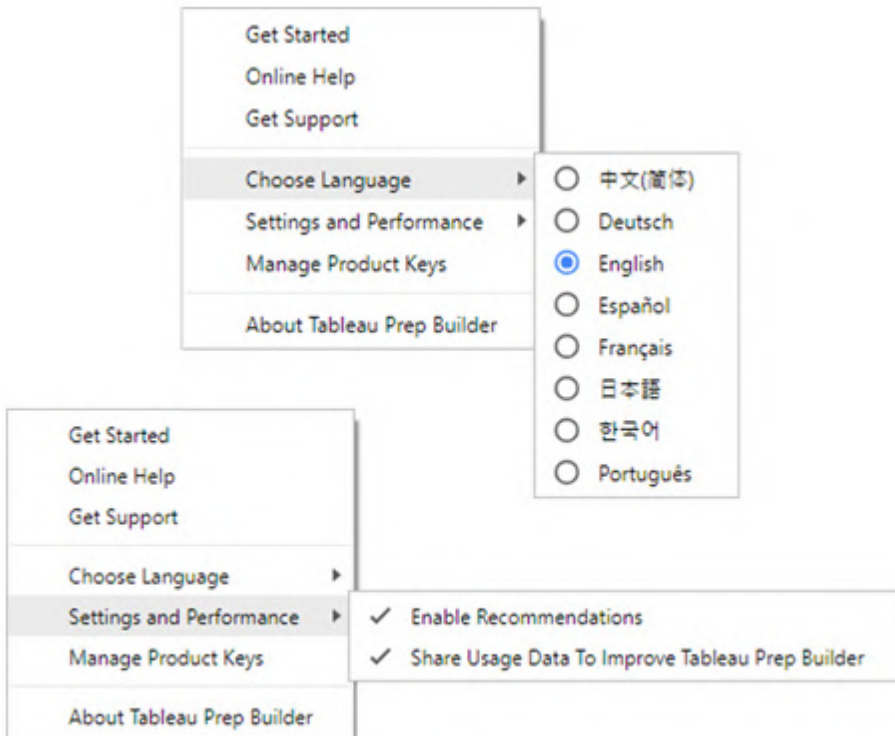 Get Started
Online Help
Get Support
Choose Language
Settings and Performance
Manage Product Keys
About Tableau Prep Builder
中文(简体)
Deutsch
English
Español
Français
日本語
한국어
Português
Get Started
Online Help
Get Support
Choose Language
Settings and Performance
Manage Product Keys
About Tableau Prep Builder
Enable Recommendations
Share Usage Data To Improve Tableau Prep Builder